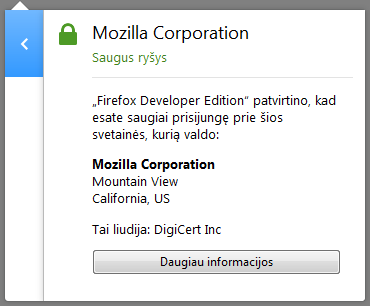 Mozilla Corporation
Saugus ryšys
„Firefox Developer Edition“ patvirtino, kad
esate saugiai prisijungę prie šios
svetainės, kurią valdo:
Mozilla Corporation
Mountain View
California, US
Tai liudija: DigiCert Inc
Daugiau informacijos